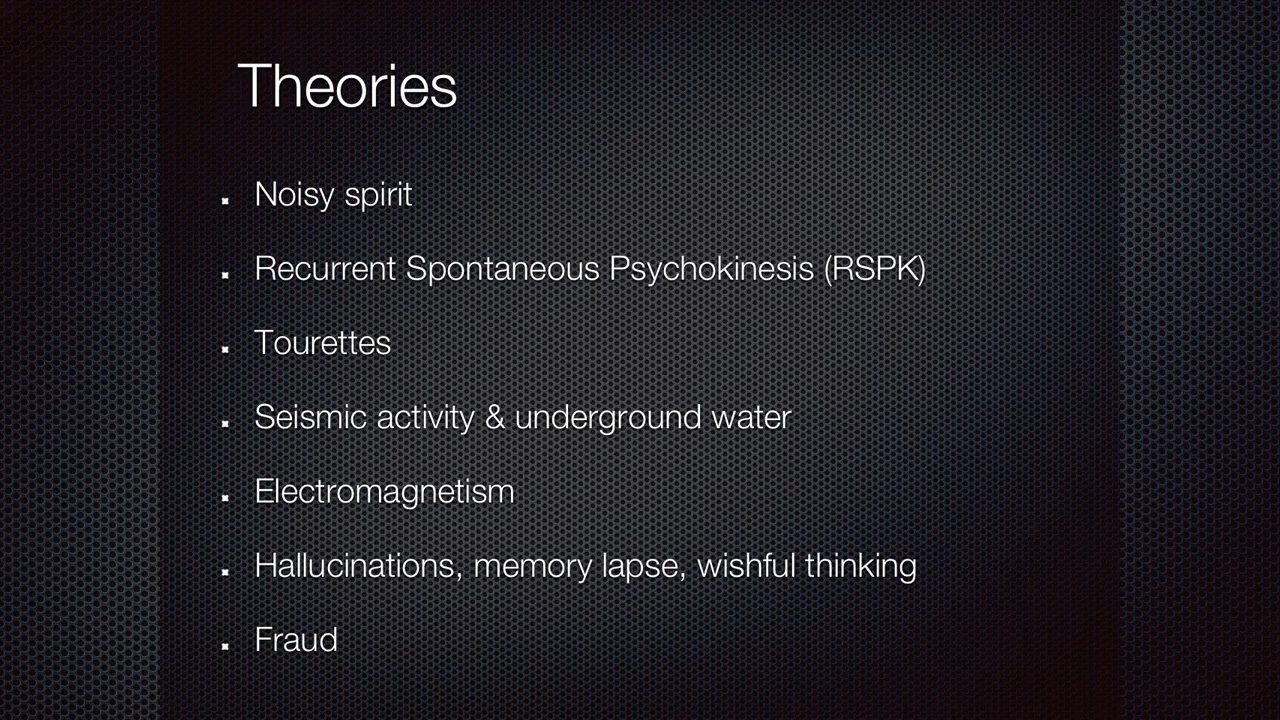 Theories
Noisy spirit
Recurrent Spontaneous Psychokinesis (RSPK)
Tourettes
Seismic activity & underground water
Electromagnetism
Hallucinations, memory lapse, wishful thinking
Fraud